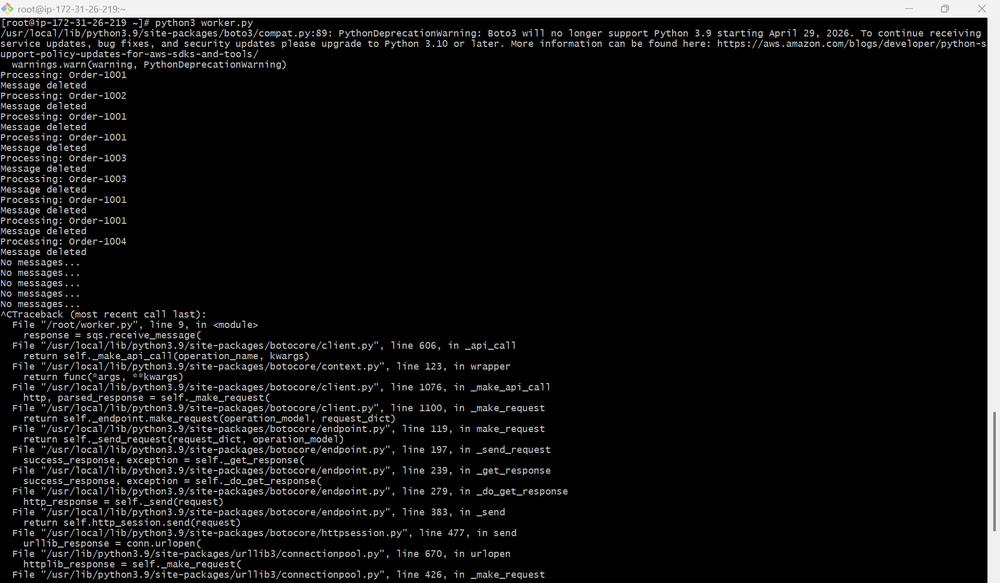 root@ip-172-31-26-219:~
[root@ip-172-31-26-219 ~]# python3 worker.py
/usr/local/lib/python3.9/site-packages/boto3/compat.py:89: PythonDeprecationWarning: Boto3 will no longer support Python 3.9 starting April 29, 2026. To continue receiving
service updates, bug fixes, and security updates please upgrade to Python 3.10 or later. More information can be found here: https://aws.amazon.com/blogs/developer/python-s
upport-policy-updates-for-aws-sdks-and-tools/
  warnings.warn(warning, PythonDeprecationWarning)
Processing: Order-1001
Message deleted
Processing: Order-1002
Message deleted
Processing: Order-1001
Message deleted
Processing: Order-1001
Message deleted
Processing: Order-1003
Message deleted
Processing: Order-1003
Message deleted
Processing: Order-1001
Message deleted
Processing: Order-1001
Message deleted
Processing: Order-1004
Message deleted
No messages...
No messages...
No messages...
No messages...
No messages...
^CTraceback (most recent call last):
  File "/root/worker.py", line 9, in <module>
    response = sqs.receive_message(
  File "/usr/local/lib/python3.9/site-packages/botocore/client.py", line 606, in _api_call
    return self._make_api_call(operation_name, kwargs)
  File "/usr/local/lib/python3.9/site-packages/botocore/context.py", line 123, in wrapper
    return func(*args, **kwargs)
  File "/usr/local/lib/python3.9/site-packages/botocore/client.py", line 1076, in _make_api_call
    http, parsed_response = self._make_request(
  File "/usr/local/lib/python3.9/site-packages/botocore/client.py", line 1100, in _make_request
    return self._endpoint.make_request(operation_model, request_dict)
  File "/usr/local/lib/python3.9/site-packages/botocore/endpoint.py", line 119, in make_request
    return self._send_request(request_dict, operation_model)
  File "/usr/local/lib/python3.9/site-packages/botocore/endpoint.py", line 197, in _send_request
    success_response, exception = self._get_response(
  File "/usr/local/lib/python3.9/site-packages/botocore/endpoint.py", line 239, in _get_response
    success_response, exception = self._do_get_response(
  File "/usr/local/lib/python3.9/site-packages/botocore/endpoint.py", line 279, in _do_get_response
    http_response = self._send(request)
  File "/usr/local/lib/python3.9/site-packages/botocore/endpoint.py", line 383, in _send
    return self.http_session.send(request)
  File "/usr/local/lib/python3.9/site-packages/botocore/httpsession.py", line 477, in send
    urllib_response = conn.urlopen(
  File "/usr/lib/python3.9/site-packages/urllib3/connectionpool.py", line 670, in urlopen
    httplib_response = self._make_request(
  File "/usr/lib/python3.9/site-packages/urllib3/connectionpool.py", line 426, in _make_request